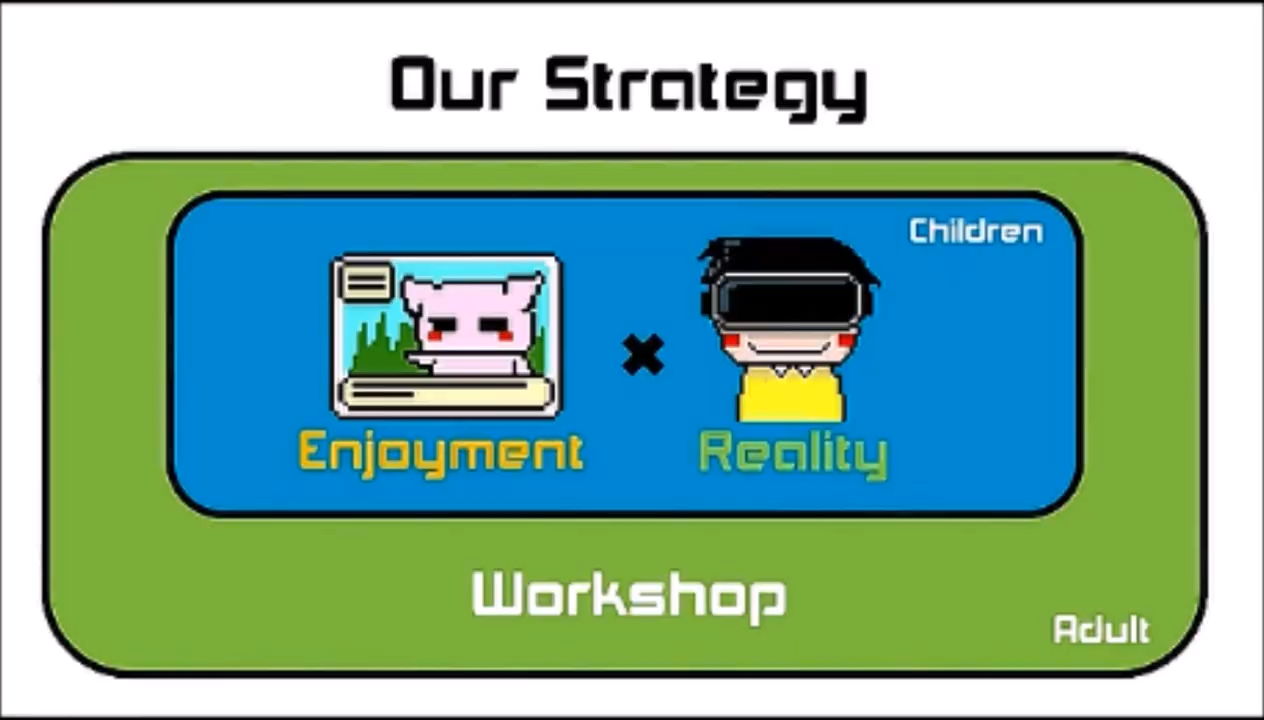 Our Strategy
Children
Enjoyment
Reality
Workshop
Adult